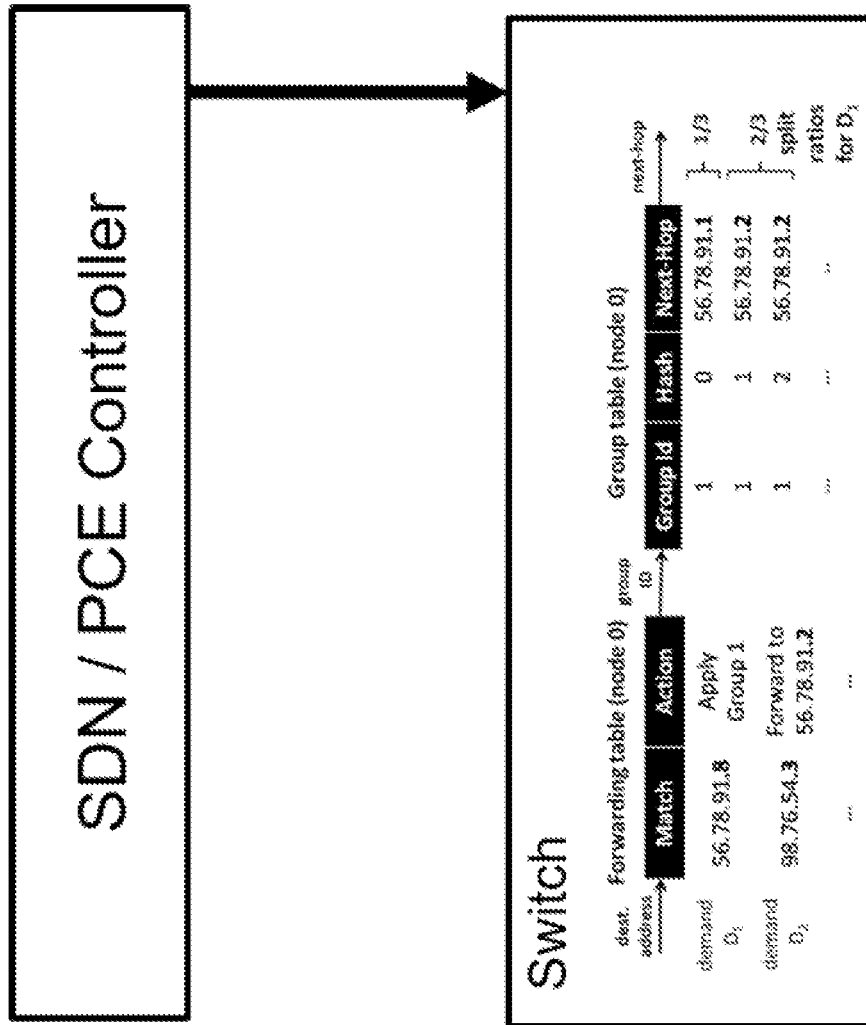 SDN / PCE Controller
Switch
Forwarding table (node 0)
Group table (node 0)
dest.
address
Match
Action
group
ID
Group Id
Hash
Next-Hop
next-hop
demand
D₁
56.78.91.8
Apply
Group 1
1
0
56.78.91.1
1/3
1
1
56.78.91.2
2/3
demand
D₂
98.76.54.3
Forward to
56.78.91.2
1
2
56.78.91.2
split
ratios
for D₁
...
...
...
...
..